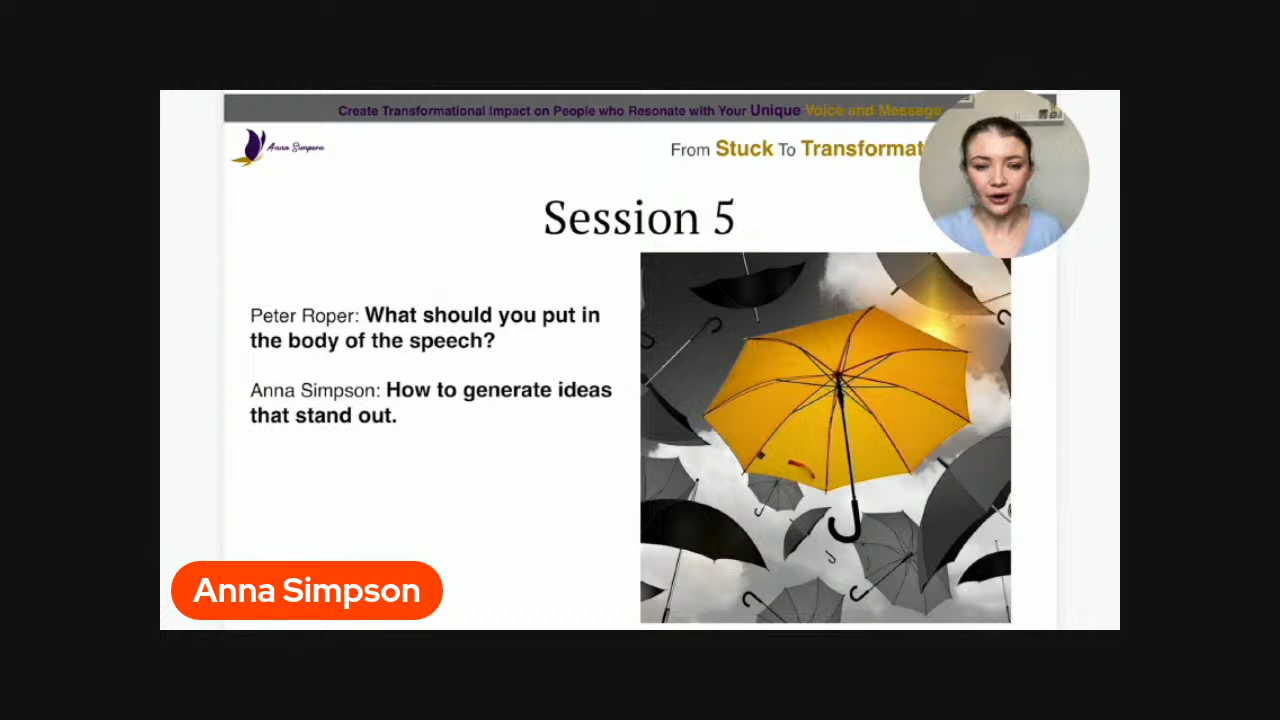 Create Transformational Impact on People who Resonate with Your Unique Voice and Message
Anna Simpson
From Stuck To Transformat
Session 5
Peter Roper: What should you put in
the body of the speech?
Anna Simpson: How to generate ideas
that stand out.
Anna Simpson